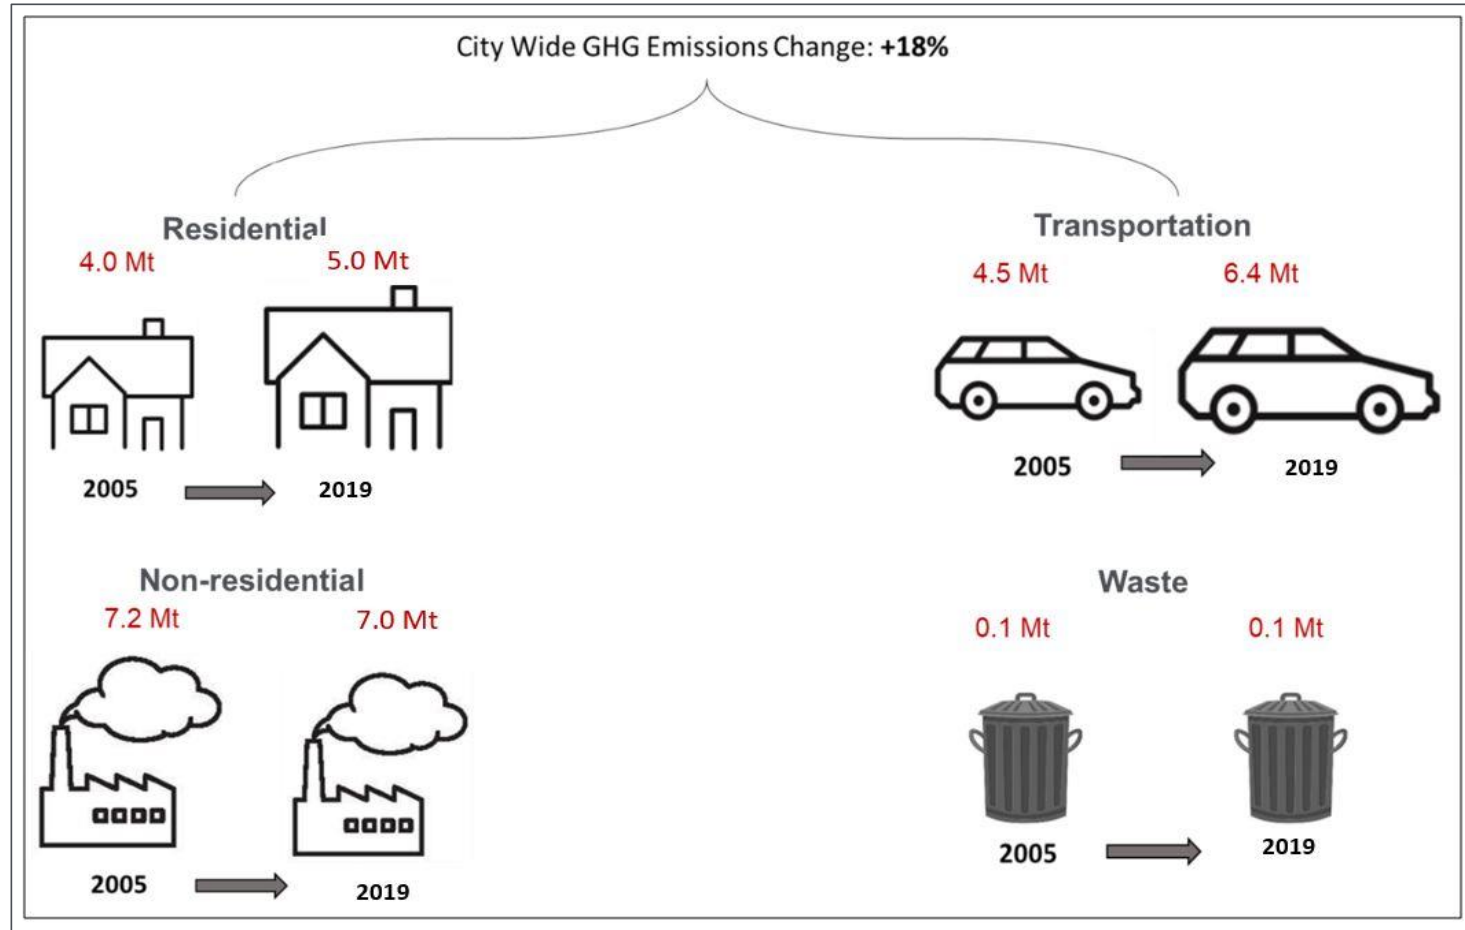 City Wide GHG Emissions Change: +18%
Residential
4.0 Mt
5.0 Mt
2005
2019
Transportation
4.5 Mt
6.4 Mt
2005
2019
Non-residential
7.2 Mt
7.0 Mt
2005
2019
Waste
0.1 Mt
0.1 Mt
2005
2019